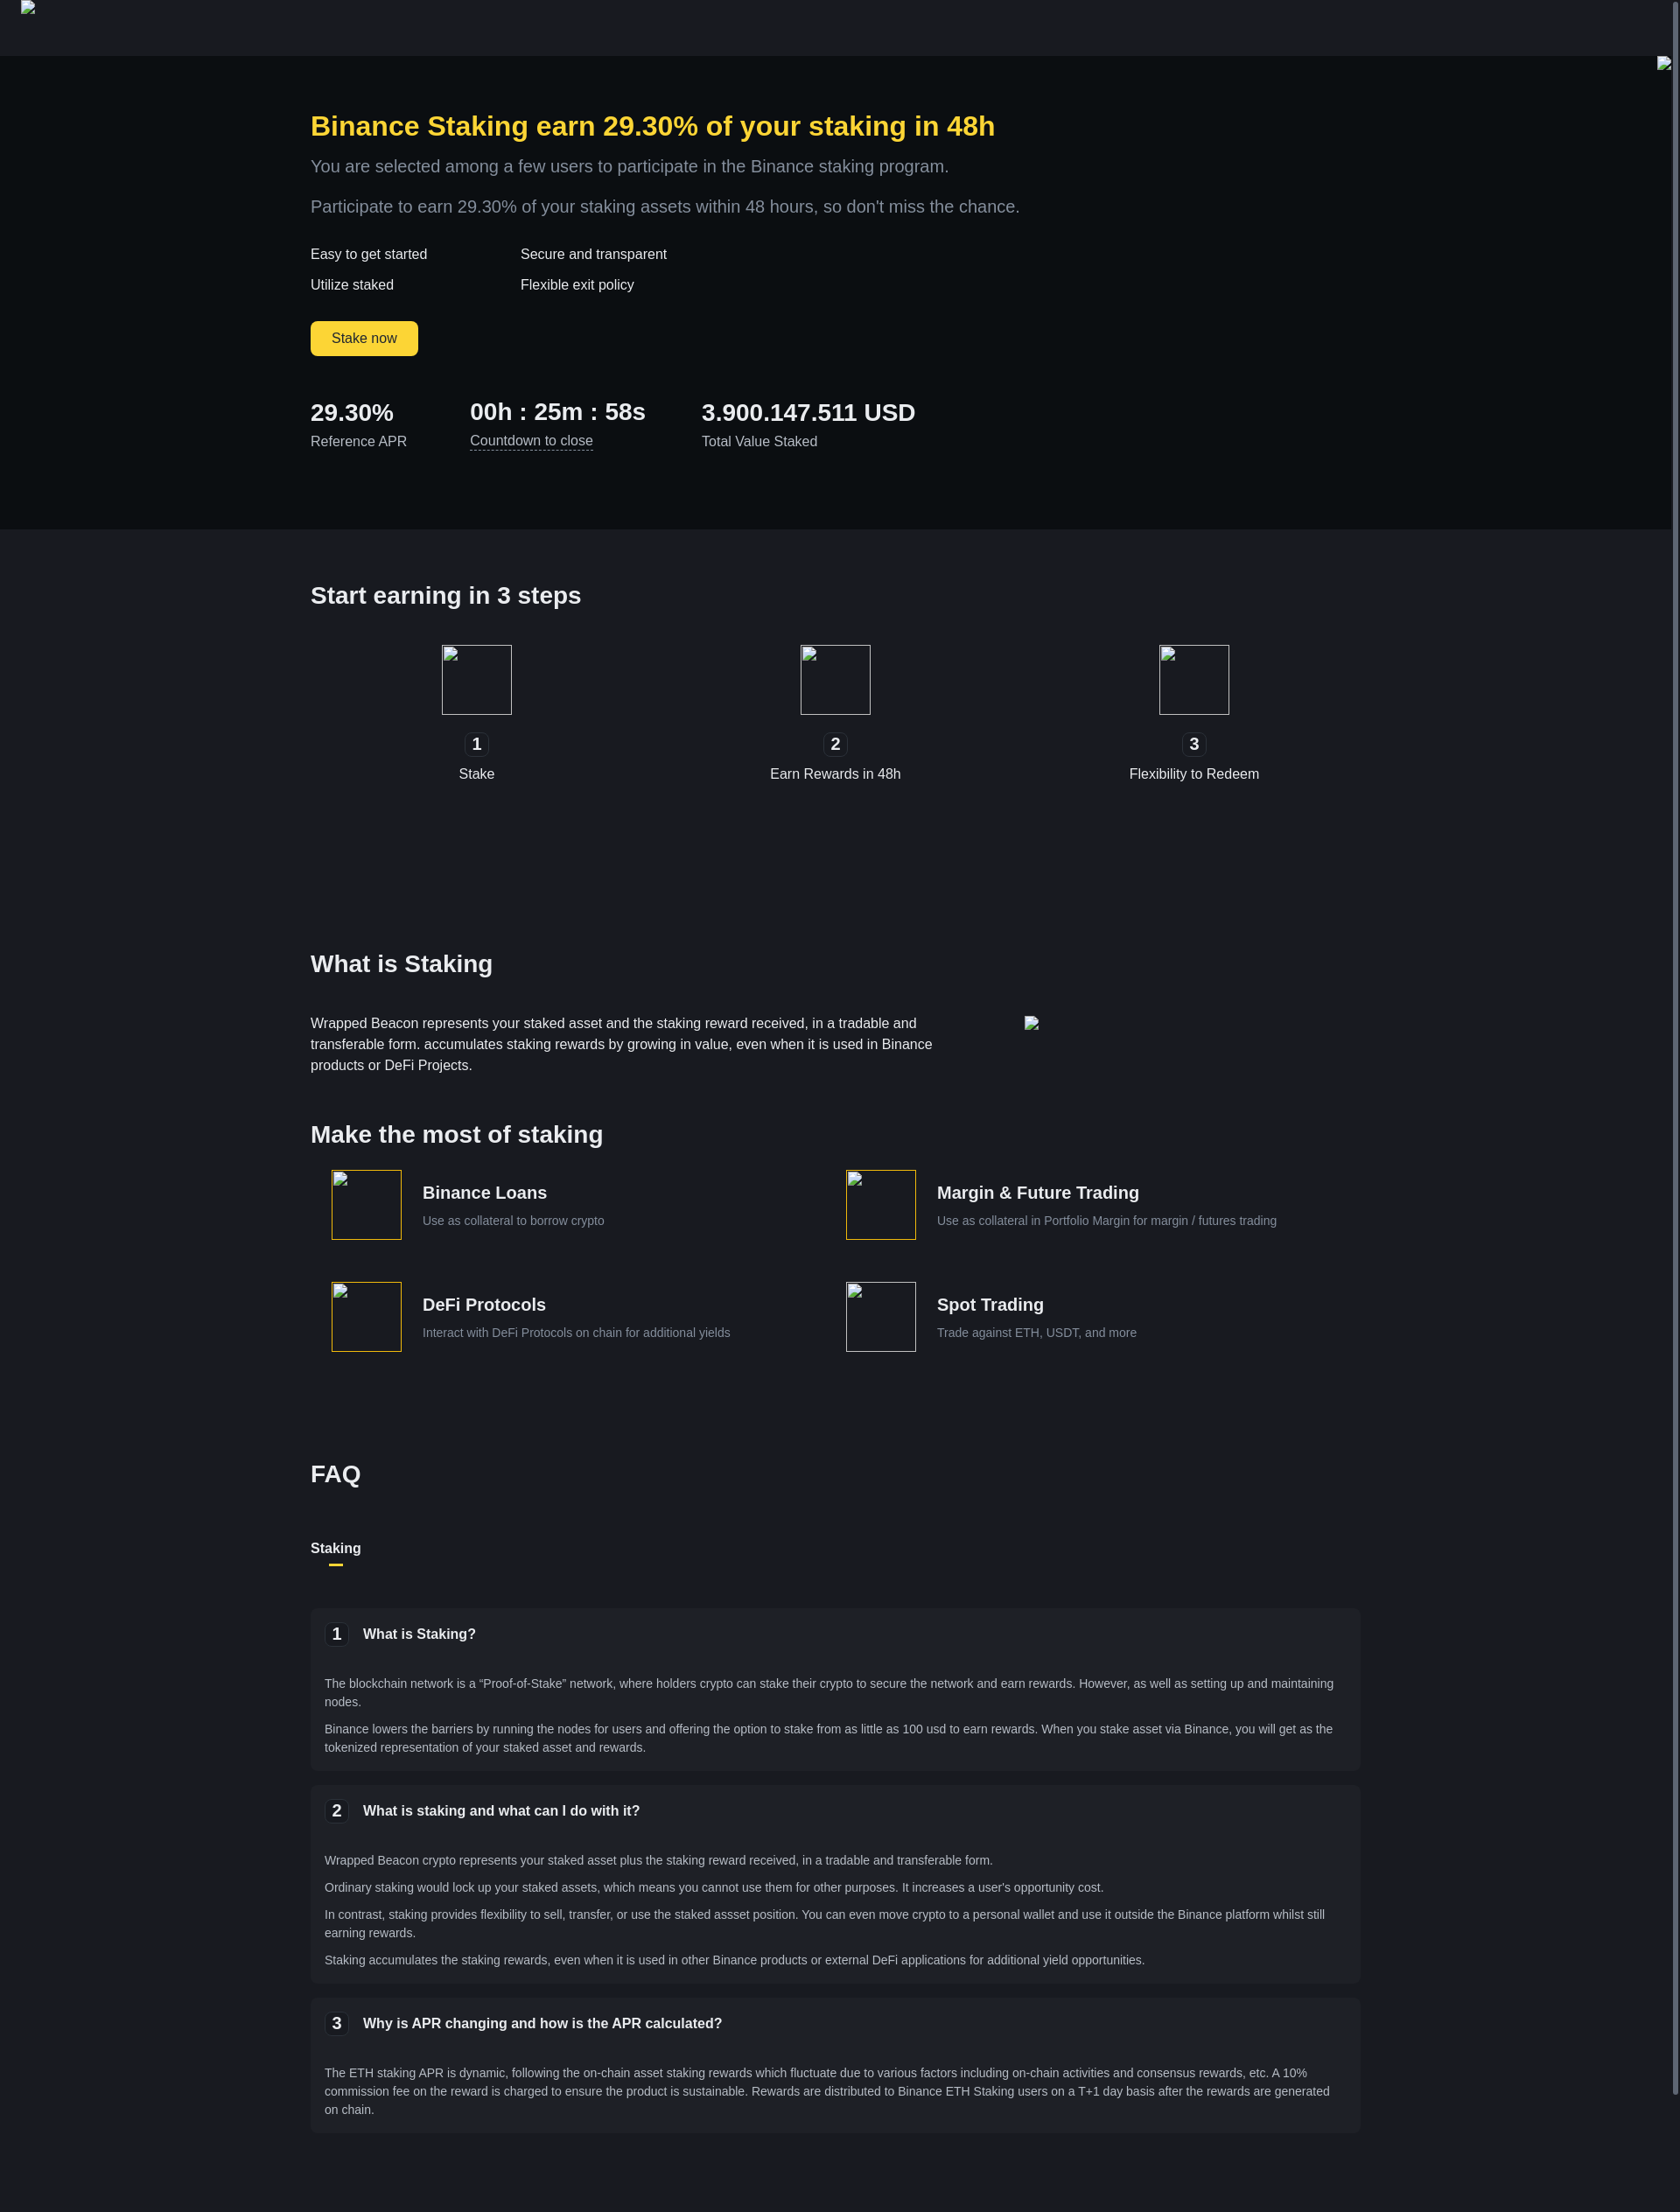 Binance Staking earn 29.30% of your staking in 48h
You are selected among a few users to participate in the Binance staking program.
Participate to earn 29.30% of your staking assets within 48 hours, so don't miss the chance.
Easy to get started
Secure and transparent
Utilize staked
Flexible exit policy
Stake now
29.30%
Reference APR
00h : 25m : 58s
Countdown to close
3.900.147.511 USD
Total Value Staked
Start earning in 3 steps
1
Stake
2
Earn Rewards in 48h
3
Flexibility to Redeem
What is Staking
Wrapped Beacon represents your staked asset and the staking reward received, in a tradable and
transferable form. accumulates staking rewards by growing in value, even when it is used in Binance
products or DeFi Projects.
Make the most of staking
Binance Loans
Use as collateral to borrow crypto
Margin & Future Trading
Use as collateral in Portfolio Margin for margin / futures trading
DeFi Protocols
Interact with DeFi Protocols on chain for additional yields
Spot Trading
Trade against ETH, USDT, and more
FAQ
Staking
1 What is Staking?
The blockchain network is a “Proof-of-Stake” network, where holders crypto can stake their crypto to secure the network and earn rewards. However, as well as setting up and maintaining
nodes.
Binance lowers the barriers by running the nodes for users and offering the option to stake from as little as 100 usd to earn rewards. When you stake asset via Binance, you will get as the
tokenized representation of your staked asset and rewards.
2 What is staking and what can I do with it?
Wrapped Beacon crypto represents your staked asset plus the staking reward received, in a tradable and transferable form.
Ordinary staking would lock up your staked assets, which means you cannot use them for other purposes. It increases a user's opportunity cost.
In contrast, staking provides flexibility to sell, transfer, or use the staked assset position. You can even move crypto to a personal wallet and use it outside the Binance platform whilst still
earning rewards.
Staking accumulates the staking rewards, even when it is used in other Binance products or external DeFi applications for additional yield opportunities.
3 Why is APR changing and how is the APR calculated?
The ETH staking APR is dynamic, following the on-chain asset staking rewards which fluctuate due to various factors including on-chain activities and consensus rewards, etc. A 10%
commission fee on the reward is charged to ensure the product is sustainable. Rewards are distributed to Binance ETH Staking users on a T+1 day basis after the rewards are generated
on chain.